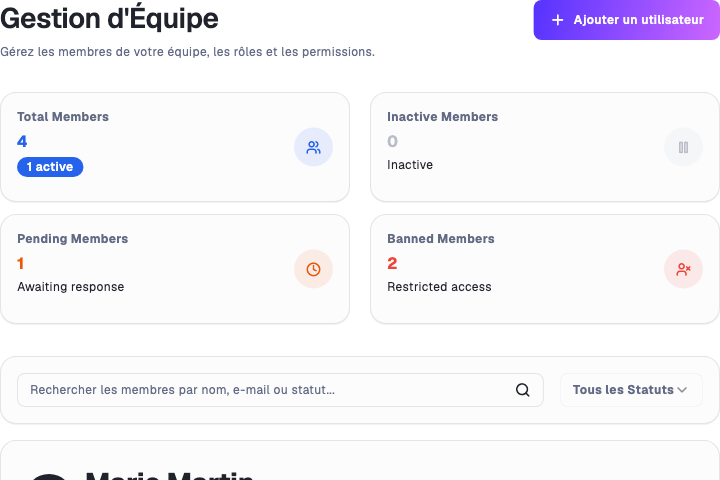 Gestion d'Équipe
Ajouter un utilisateur
Gérez les membres de votre équipe, les rôles et les permissions.
Total Members
4
1 active
Inactive Members
0
Inactive
Pending Members
1
Awaiting response
Banned Members
2
Restricted access
Rechercher les membres par nom, e-mail ou statut...
Tous les Statuts
Marie Martin